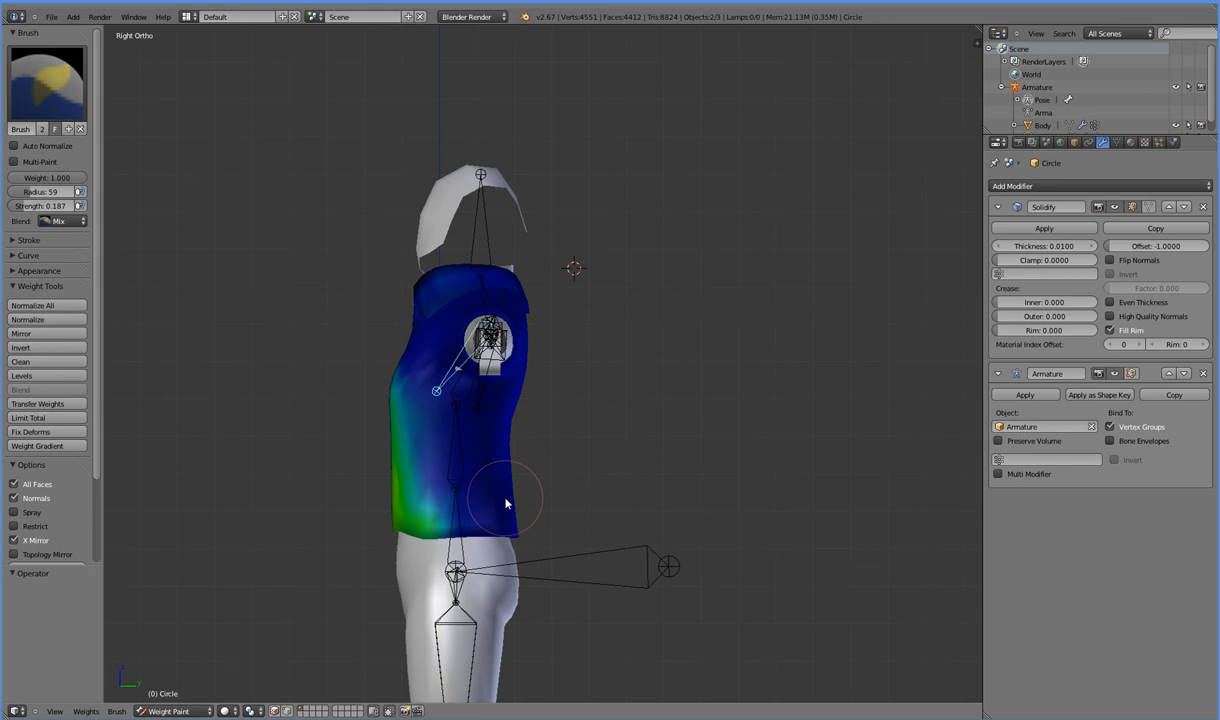 File Add Render Window Help Default Scene Blender Render v2.67 | Verts:4551 | Faces:4412 | Tris:8824 | Objects:2/3 | Lamps:0/0 | Mem:21.13M (0.35M) | Circle
Brush
Brush 2 F
Auto Normalize
Multi-Paint
Weight: 1.000
Radius: 59
Strength: 0.187
Blend: Mix
Stroke
Curve
Appearance
Weight Tools
Normalize All
Normalize
Mirror
Invert
Clean
Levels
Blend
Transfer Weights
Limit Total
Fix Deforms
Weight Gradient
Options
All Faces
Normals
Spray
Restrict
X Mirror
Topology Mirror
Operator
Right Ortho
(0) Circle
View Weights Brush Weight Paint
View Search All Scenes
Scene
RenderLayers
World
Armature
Pose
Arma
Body
Circle
Add Modifier
Solidify
Apply Copy
Thickness: 0.0100 Offset: -1.0000
Clamp: 0.0000 Flip Normals
Invert
Crease: Factor: 0.000
Inner: 0.000 Even Thickness
Outer: 0.000 High Quality Normals
Rim: 0.000 Fill Rim
Material Index Offset: 0 Rim: 0
Armature
Apply Apply as Shape Key Copy
Object: Bind To:
Armature Vertex Groups
Preserve Volume Bone Envelopes
Invert
Multi Modifier